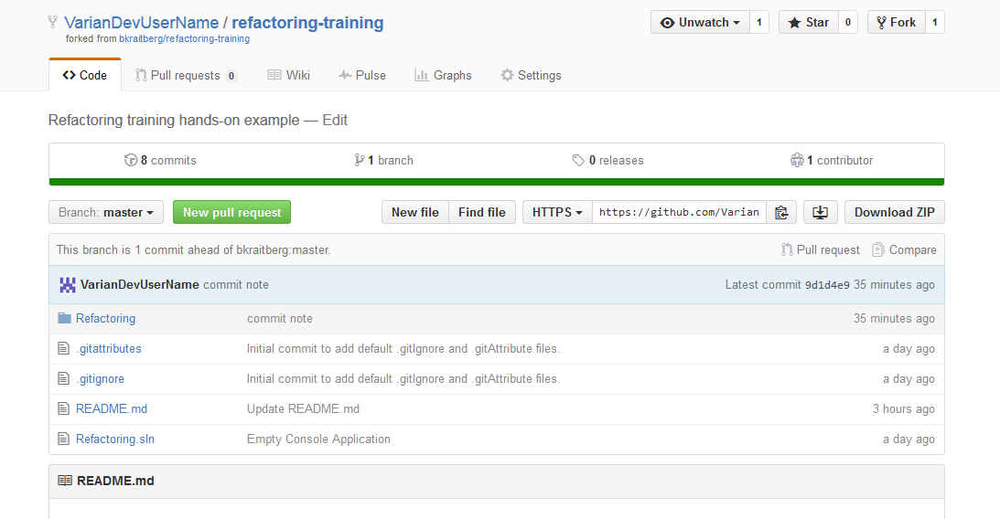 VarianDevUserName / refactoring-training
Unwatch 1 Star 0 Fork 1
forked from bkraitberg/refactoring-training
Code Pull requests 0 Wiki Pulse Graphs Settings
Refactoring training hands-on example — Edit
8 commits 1 branch 0 releases 1 contributor
Branch: master New pull request New file Find file HTTPS https://github.com/Varian Download ZIP
This branch is 1 commit ahead of bkraitberg:master. Pull request Compare
VarianDevUserName commit note Latest commit 9d1d4e9 35 minutes ago
Refactoring commit note 35 minutes ago
.gitattributes Initial commit to add default .gitIgnore and .gitAttribute files. a day ago
.gitignore Initial commit to add default .gitIgnore and .gitAttribute files. a day ago
README.md Update README.md 3 hours ago
Refactoring.sln Empty Console Application a day ago
README.md